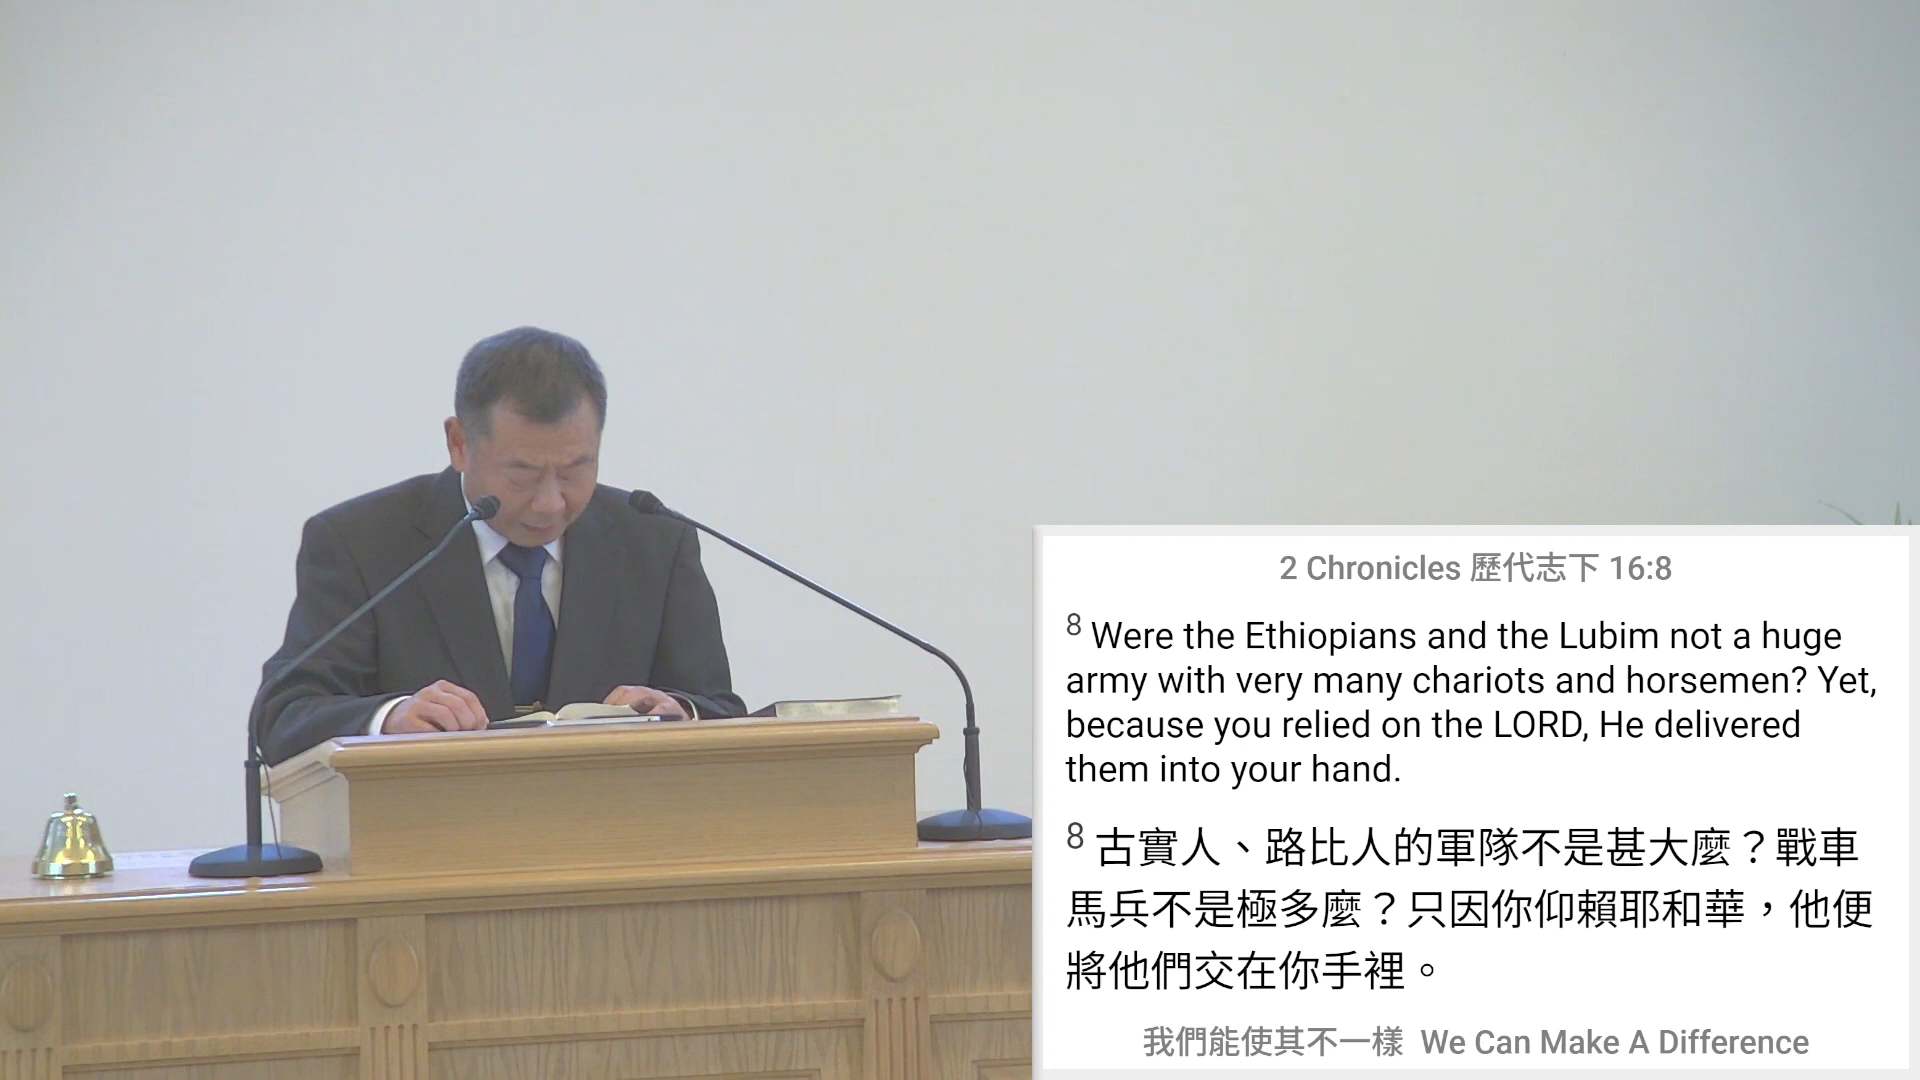 2 Chronicles 歷代志下 16:8
8 Were the Ethiopians and the Lubim not a huge
army with very many chariots and horsemen? Yet,
because you relied on the LORD, He delivered
them into your hand.
8 古實人、路比人的軍隊不是甚大麼？戰車
馬兵不是極多麼？只因你仰賴耶和華，他便
將他們交在你手裡。
我們能使其不一樣 We Can Make A Difference